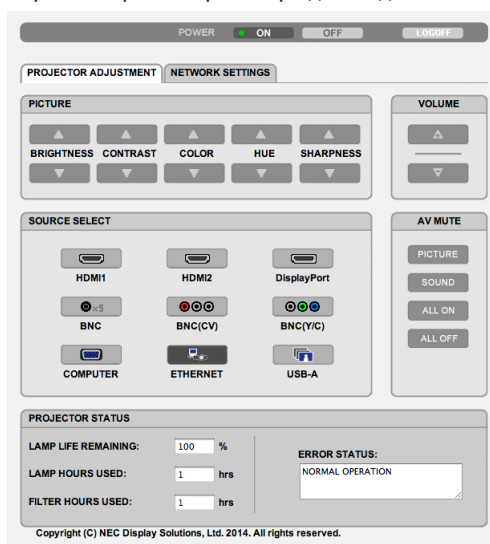 POWER ON OFF LOGOFF
PROJECTOR ADJUSTMENT NETWORK SETTINGS
PICTURE
BRIGHTNESS CONTRAST COLOR HUE SHARPNESS
VOLUME
SOURCE SELECT
HDMI1 HDMI2 DisplayPort
×5
BNC BNC(CV) BNC(Y/C)
COMPUTER ETHERNET USB-A
AV MUTE
PICTURE
SOUND
ALL ON
ALL OFF
PROJECTOR STATUS
LAMP LIFE REMAINING: 100 %
LAMP HOURS USED: 1 hrs
FILTER HOURS USED: 1 hrs
ERROR STATUS:
NORMAL OPERATION
Copyright (C) NEC Display Solutions, Ltd. 2014. All rights reserved.